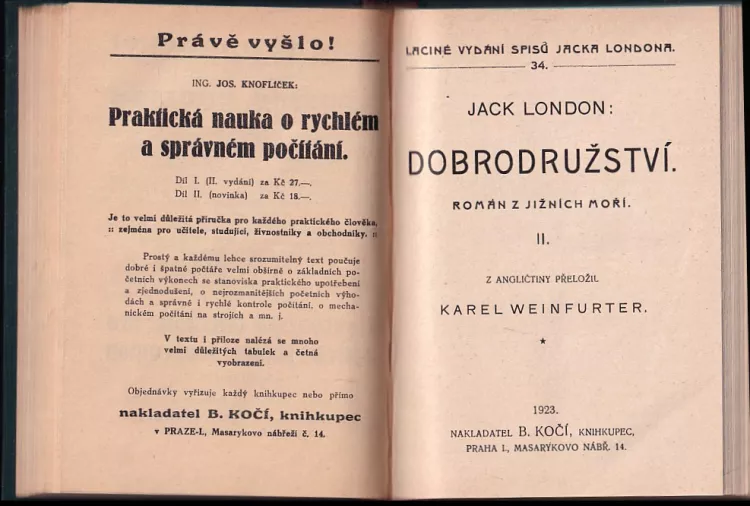 Právě vyšlo!
ING. JOS. KNOFLÍČEK:
Praktická nauka o rychlém
a správném počítání.
Díl I. (II. vydání) za Kč 27.—,
Díl II. (novinka) za Kč 18.—.
Je to velmi důležitá příručka pro každého praktického člověka,
:: zejména pro učitele, studující, živnostníky a obchodníky. ::
Prostý a každému lehce srozumitelný text poučuje
dobré i špatné počtáře velmi obšírně o základních po-
četních výkonech se stanoviska praktického upotřebení
a zjednodušení, o nejrozmanitějších početních výho-
dách a správné i rychlé kontrole počítání, o mecha-
nickém počítání na strojích a mn. j.
V textu i příloze nalézá se mnoho
velmi důležitých tabulek a četná
vyobrazení.
Objednávky vyřizuje každý knihkupec nebo přímo
nakladatel B. KOČÍ, knihkupec
v PRAZE-I., Masarykovo nábřeží č. 14.
LACINÉ VYDÁNÍ SPISŮ JACKA LONDONA.
34.
JACK LONDON:
DOBRODRUŽSTVÍ.
ROMÁN Z JIŽNÍCH MOŘÍ.
II.
Z ANGLIČTINY PŘELOŽIL
KAREL WEINFURTER.
★
1923.
NAKLADATEL B. KOČÍ, KNIHKUPEC,
PRAHA I., MASARYKOVO NÁBŘ. 14.